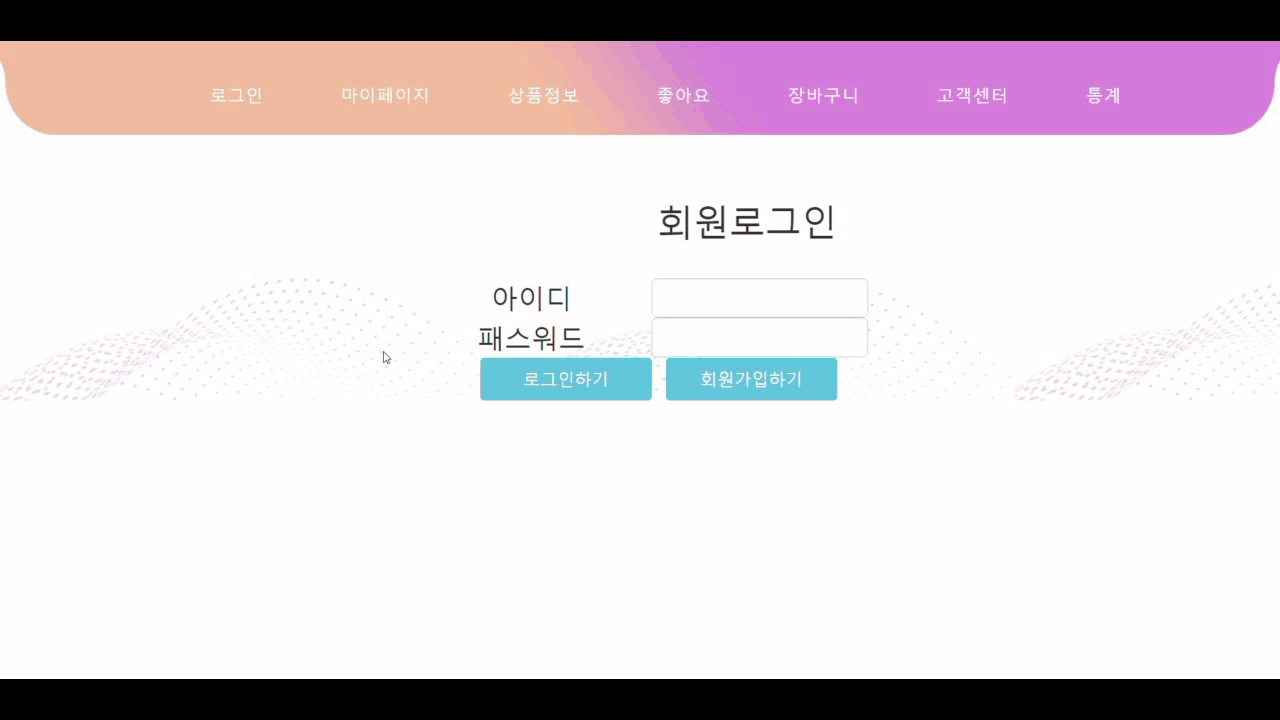 로그인 마이페이지 상품정보 좋아요 장바구니 고객센터 통계
회원로그인
아이디
패스워드
로그인하기 회원가입하기